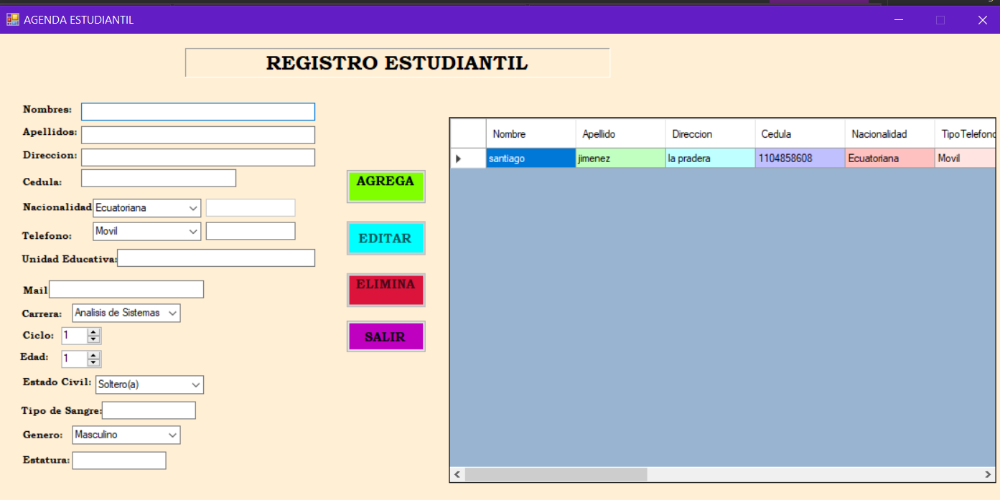 AGENDA ESTUDIANTIL
REGISTRO ESTUDIANTIL
Nombres:
Apellidos:
Direccion:
Cedula:
Nacionalidad Ecuatoriana
Telefono: Movil
Unidad Educativa:
Mail
Carrera: Analisis de Sistemas
Ciclo: 1
Edad: 1
Estado Civil: Soltero(a)
Tipo de Sangre:
Genero: Masculino
Estatura:
AGREGA
EDITAR
ELIMINA
SALIR
Nombre Apellido Direccion Cedula Nacionalidad TipoTelefono
santiago jimenez la pradera 1104858608 Ecuatoriana Movil